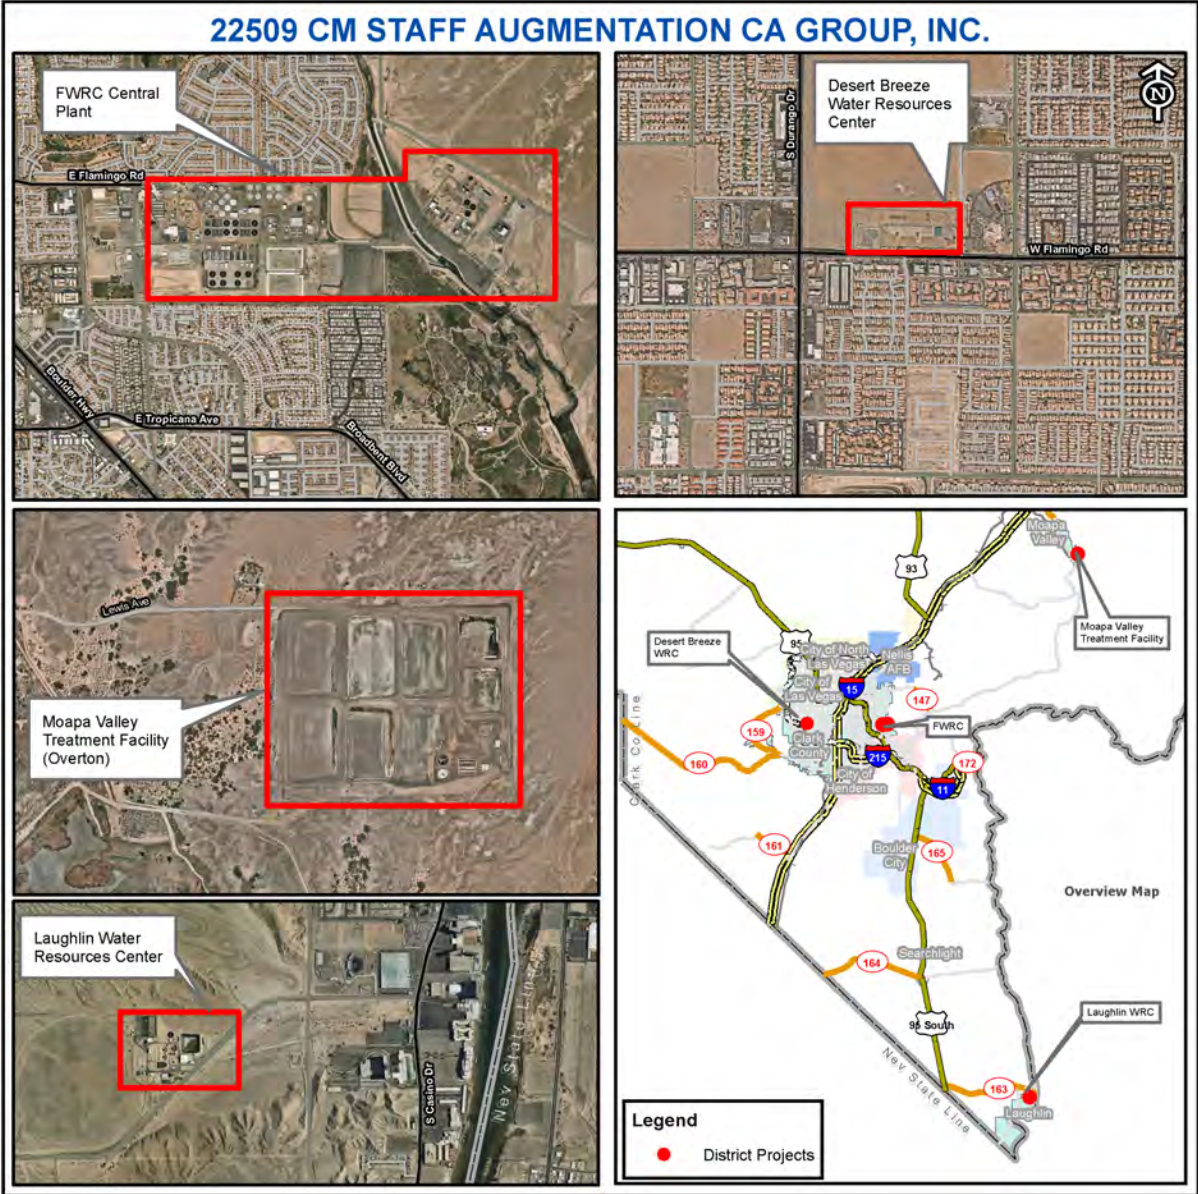 22509 CM STAFF AUGMENTATION CA GROUP, INC.
FWRC Central
Plant
E Flamingo Rd
Boulder Hwy
E Tropicana Ave
Broadbent Blvd
Desert Breeze
Water Resources
Center
N
S Durango Dr
W Flamingo Rd
Lewis Ave
Moapa Valley
Treatment Facility
(Overton)
Laughlin Water
Resources Center
S Casino Dr
Nev State Line
Moapa
Valley
93
Moapa Valley
Treatment Facility
Desert Breeze
WRC
95
City of North
Las Vegas
Nellis
AFB
City of
Las Vegas
15
147
159
FWRC
Clark
County
160
215
172
City of
Henderson
11
Clark Co Line
161
Boulder
City
165
Overview Map
Searchlight
164
95 South
Laughlin WRC
Nev State Line
163
Laughlin
Legend
District Projects